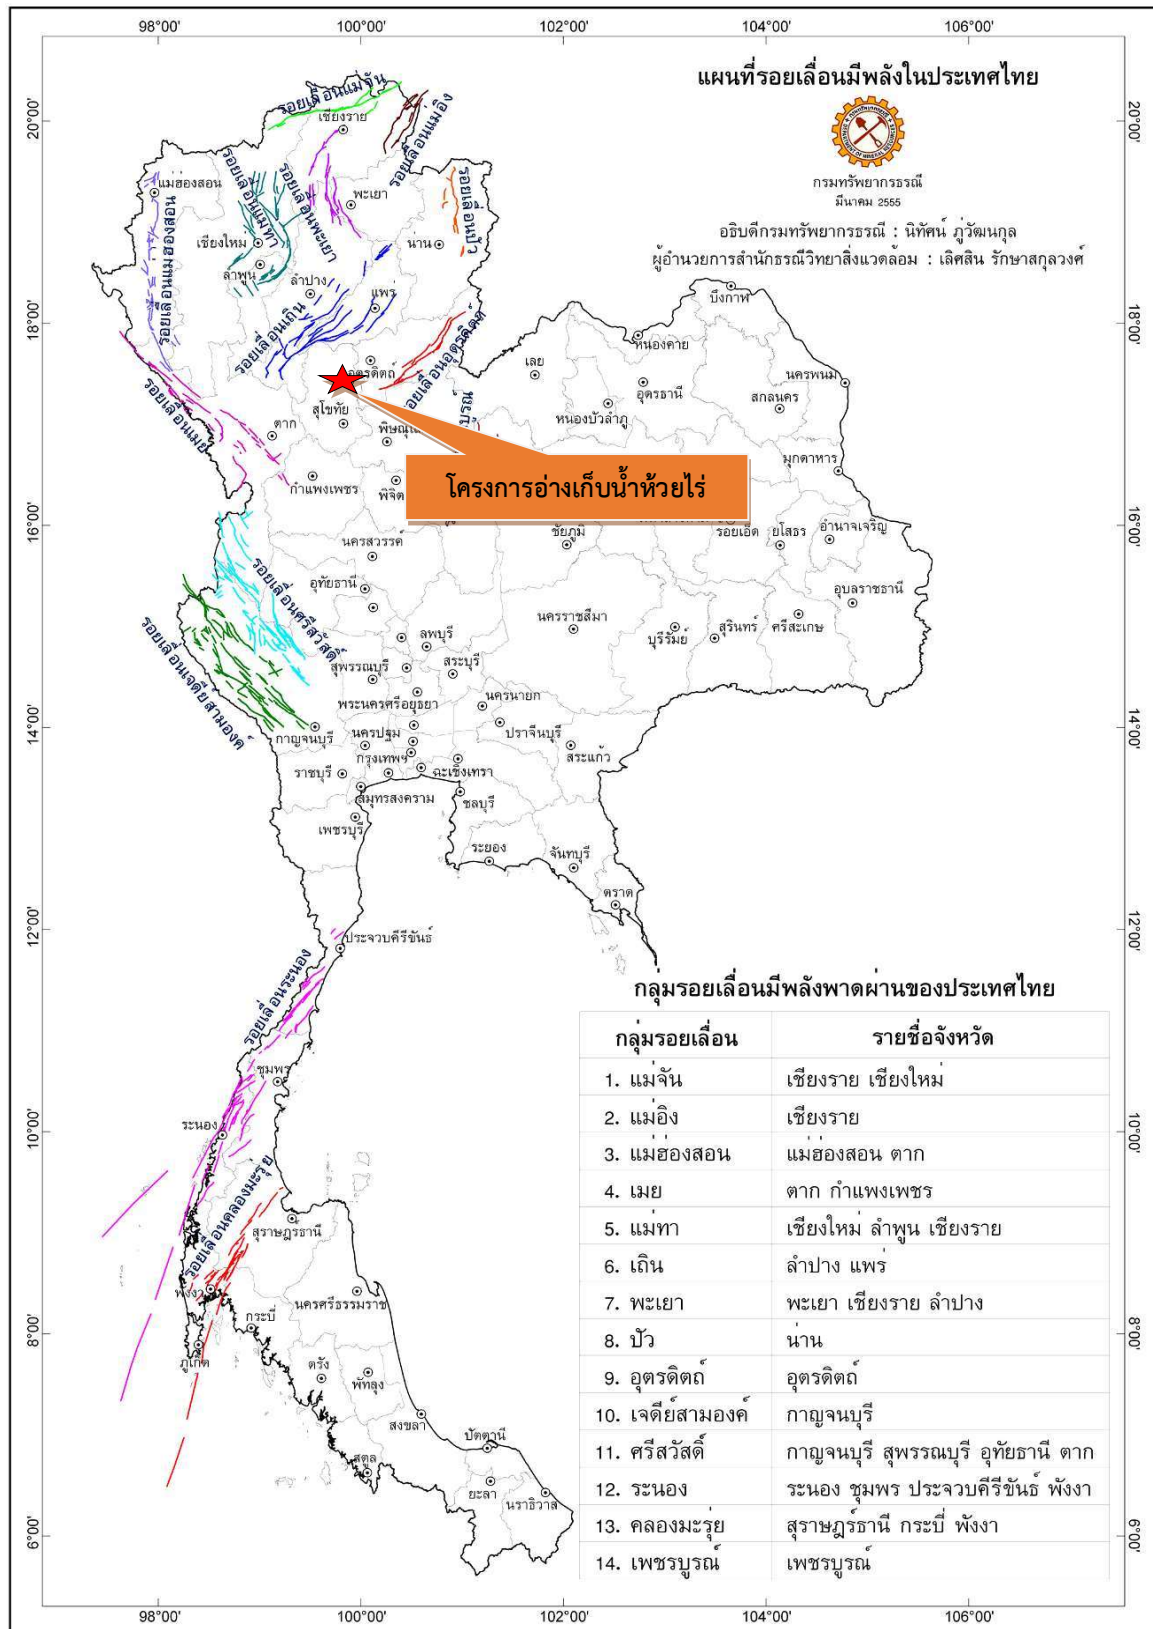 98°00' 100°00' 102°00' 104°00' 106°00'
แผนที่รอยเลื่อนมีพลังในประเทศไทย
กรมทรัพยากรธรณี
มีนาคม 2555
อธิบดีกรมทรัพยากรธรณี : นิทัศน์ ภู่วัฒนกุล
ผู้อำนวยการสำนักธรณีวิทยาสิ่งแวดล้อม : เลิศสิน รักษาสกุลวงศ์
20°00'
20°00'
18°00'
18°00'
16°00'
16°00'
14°00'
14°00'
12°00'
12°00'
10°00'
10°00'
8°00'
8°00'
6°00'
6°00'
รอยเลื่อนแม่จัน
เชียงราย
รอยเลื่อนแม่อิง
แม่ฮ่องสอน
รอยเลื่อนแม่ทา
รอยเลื่อนพะเยา
พะเยา
รอยเลื่อนปัว
รอยเลื่อนแม่ฮ่องสอน
เชียงใหม่
น่าน
ลำพูน
ลำปาง
แพร่
บึงกาฬ
รอยเลื่อนเถิน
รอยเลื่อนอุตรดิตถ์
หนองคาย
เลย
อุตรดิตถ์
นครพนม
อุดรธานี
สกลนคร
รอยเลื่อนเมย
สุโขทัย
หนองบัวลำภู
ตาก
พิษณุ
บูรณ์
มุกดาหาร
โครงการอ่างเก็บน้ำห้วยไร่
กำแพงเพชร
พิจิต
ชัยภูมิ
ร้อยเอ็ด
ยโสธร
อำนาจเจริญ
นครสวรรค์
รอยเลื่อนศรีสวัสดิ์
อุทัยธานี
อุบลราชธานี
นครราชสีมา
บุรีรัมย์
สุรินทร์
ศรีสะเกษ
ลพบุรี
รอยเลื่อนเจดีย์สามองค์
สุพรรณบุรี
สระบุรี
พระนครศรีอยุธยา
นครนายก
กาญจนบุรี
นครปฐม
ปราจีนบุรี
กรุงเทพฯ
สระแก้ว
ราชบุรี
ฉะเชิงเทรา
สมุทรสงคราม
ชลบุรี
เพชรบุรี
ระยอง
จันทบุรี
ตราด
ประจวบคีรีขันธ์
รอยเลื่อนระนอง
ชุมพร
ระนอง
รอยเลื่อนคลองมะรุ่ย
สุราษฎร์ธานี
พังงา
นครศรีธรรมราช
กระบี่
ภูเก็ต
ตรัง
พัทลุง
สงขลา
ปัตตานี
สตูล
ยะลา
นราธิวาส
กลุ่มรอยเลื่อนมีพลังพาดผ่านของประเทศไทย
กลุ่มรอยเลื่อน รายชื่อจังหวัด
1. แม่จัน เชียงราย เชียงใหม่
2. แม่อิง เชียงราย
3. แม่ฮ่องสอน แม่ฮ่องสอน ตาก
4. เมย ตาก กำแพงเพชร
5. แม่ทา เชียงใหม่ ลำพูน เชียงราย
6. เถิน ลำปาง แพร่
7. พะเยา พะเยา เชียงราย ลำปาง
8. ปัว น่าน
9. อุตรดิตถ์ อุตรดิตถ์
10. เจดีย์สามองค์ กาญจนบุรี
11. ศรีสวัสดิ์ กาญจนบุรี สุพรรณบุรี อุทัยธานี ตาก
12. ระนอง ระนอง ชุมพร ประจวบคีรีขันธ์ พังงา
13. คลองมะรุ่ย สุราษฎร์ธานี กระบี่ พังงา
14. เพชรบูรณ์ เพชรบูรณ์
98°00' 100°00' 102°00' 104°00' 106°00'